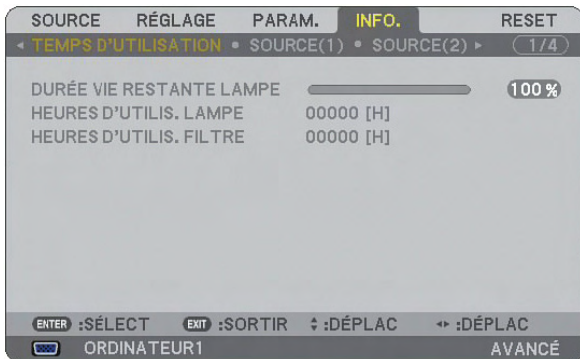 SOURCE RÉGLAGE PARAM. INFO. RESET
◂ TEMPS D'UTILISATION • SOURCE(1) • SOURCE(2) ▸ 1/4
DURÉE VIE RESTANTE LAMPE 100 %
HEURES D'UTILIS. LAMPE 00000 [H]
HEURES D'UTILIS. FILTRE 00000 [H]
ENTER :SÉLECT EXIT :SORTIR :DÉPLAC :DÉPLAC
ORDINATEUR1 AVANCÉ